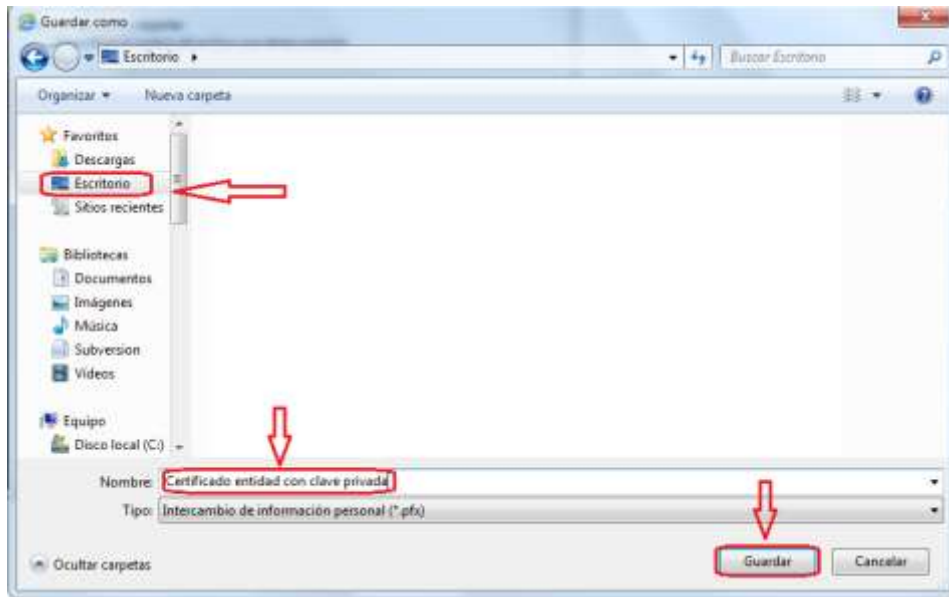 Guardar como
Escritorio
Buscar Escritorio
Organizar
Nueva carpeta
Favoritos
Descargas
Escritorio
Sitios recientes
Bibliotecas
Documentos
Imágenes
Música
Subversion
Vídeos
Equipo
Disco local (C:)
Nombre: Certificado entidad con clave privada
Tipo: Intercambio de información personal (*.pfx)
Ocultar carpetas
Guardar
Cancelar